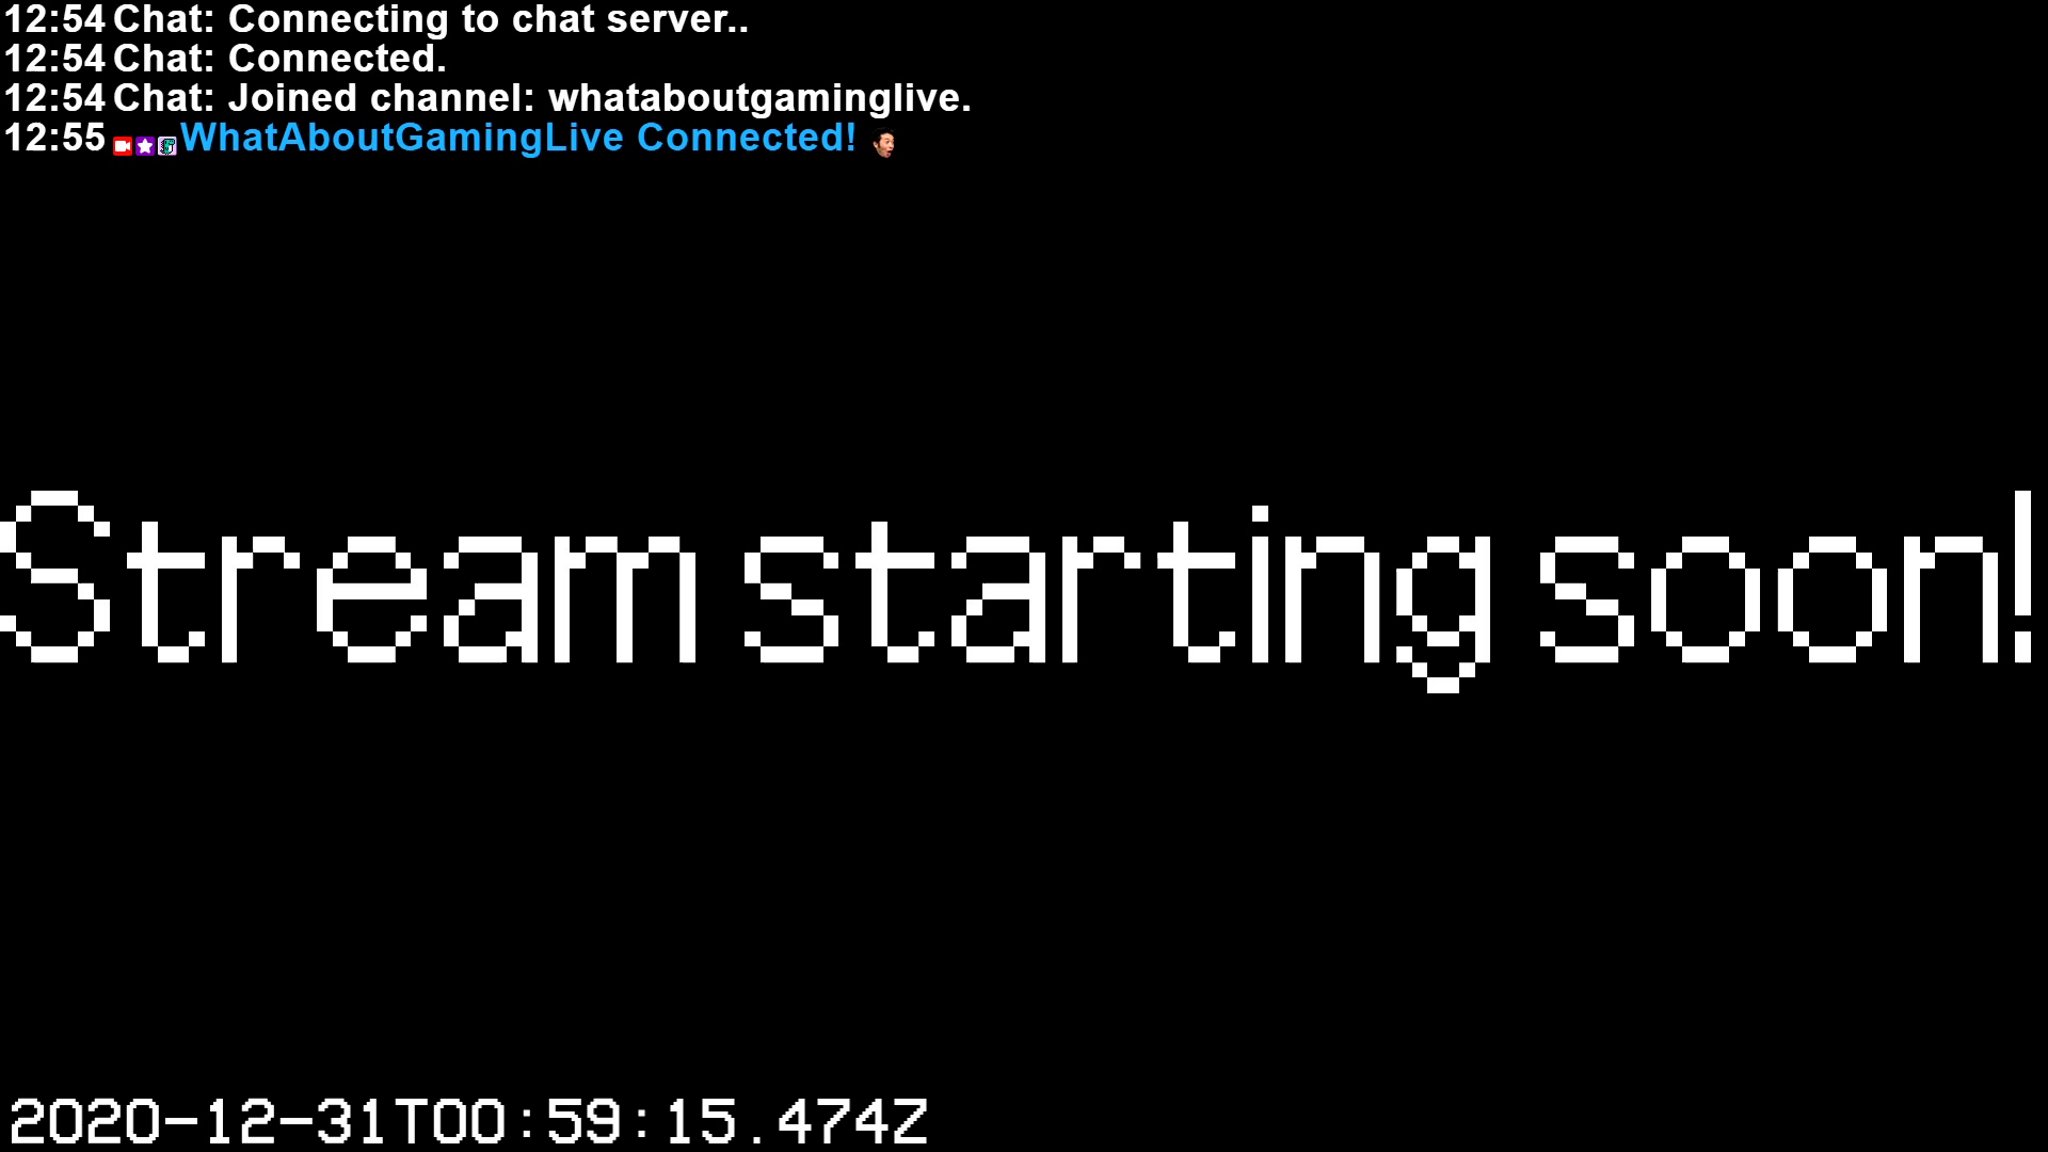 12:54 Chat: Connecting to chat server..
12:54 Chat: Connected.
12:54 Chat: Joined channel: whataboutgaminglive.
12:55 WhatAboutGamingLive Connected!
Stream starting soon!
2020-12-31T00:59:15.474Z